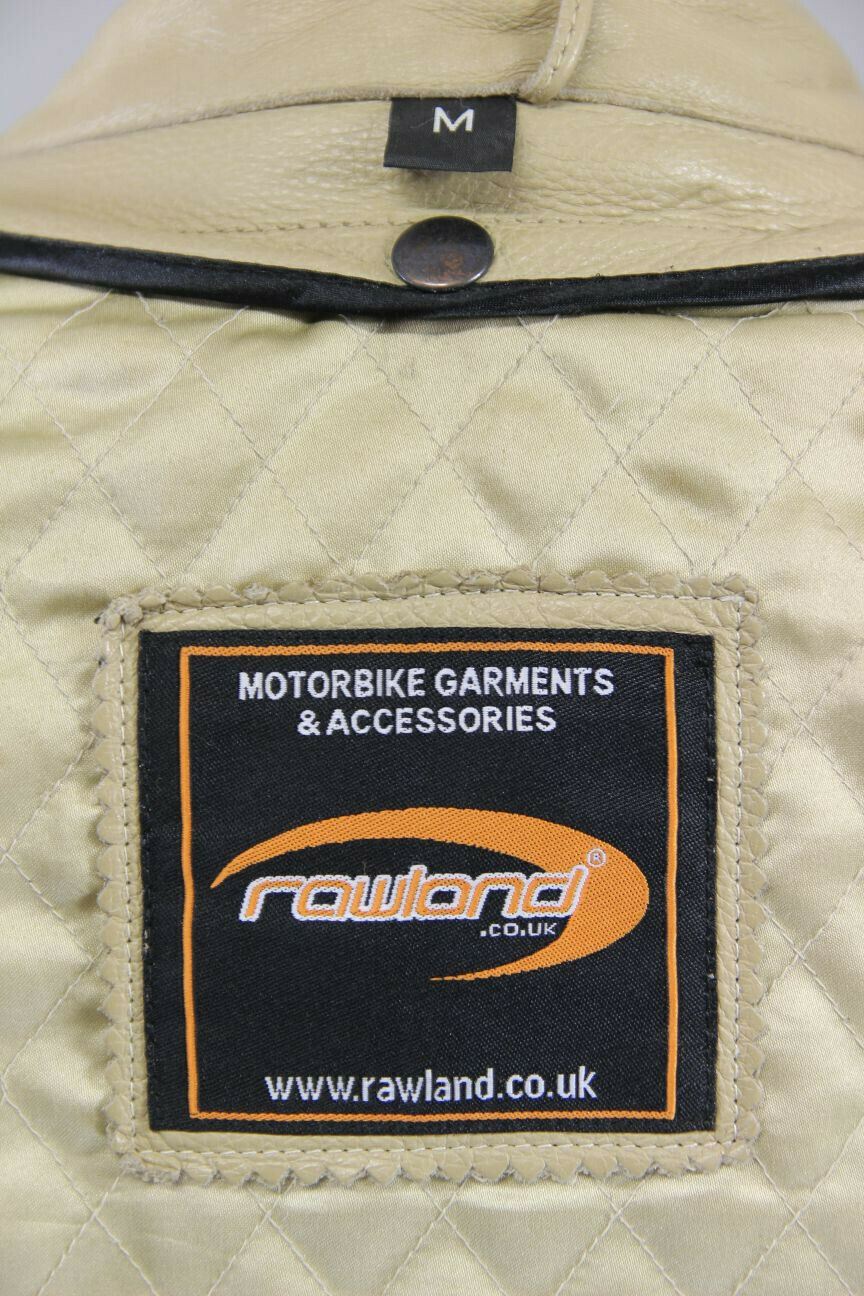 M
MOTORBIKE GARMENTS
& ACCESSORIES
rawland®
.CO.UK
www.rawland.co.uk